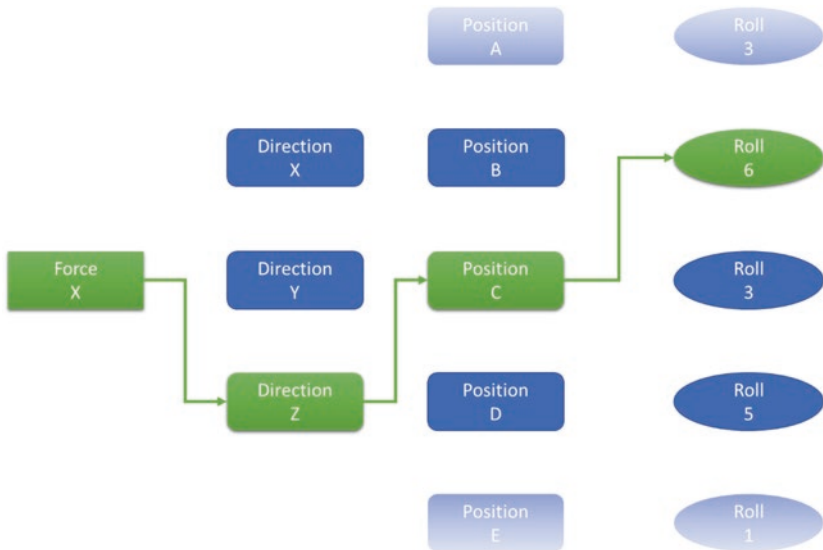 Position
A
Roll
3
Direction
X
Position
B
Roll
6
Force
X
Direction
Y
Position
C
Roll
3
Direction
Z
Position
D
Roll
5
Position
E
Roll
1